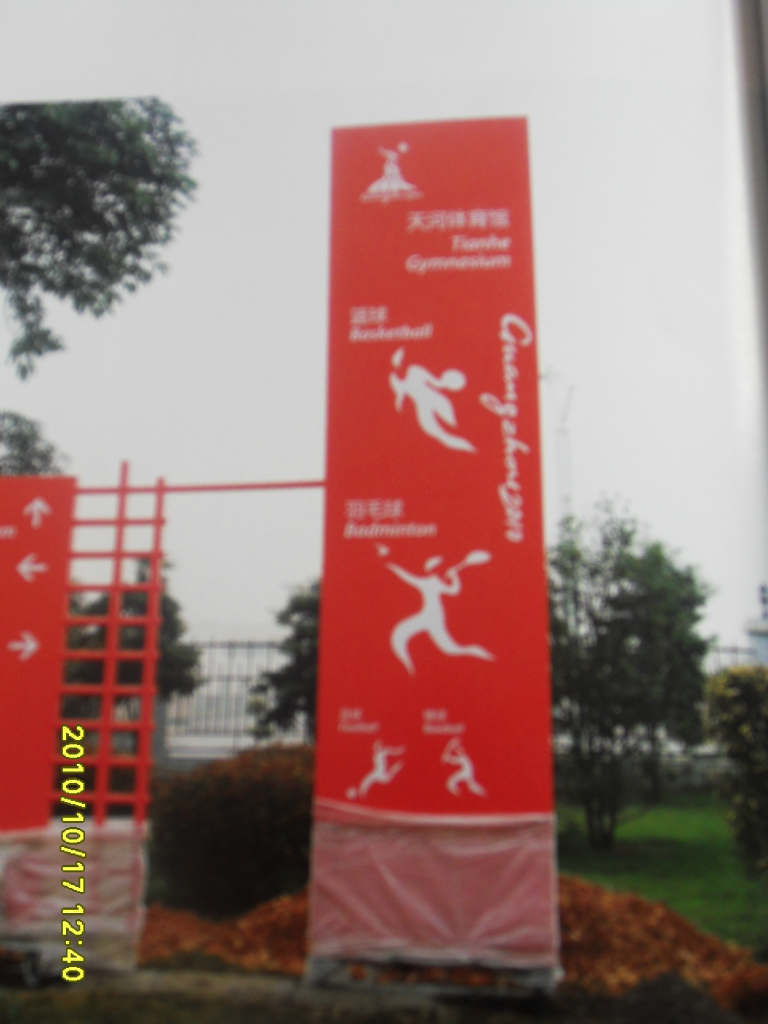 天河体育馆
Tianhe
Gymnasium
篮球
Basketball
Guangzhou 2010
羽毛球
Badminton
2010/10/17 12:40